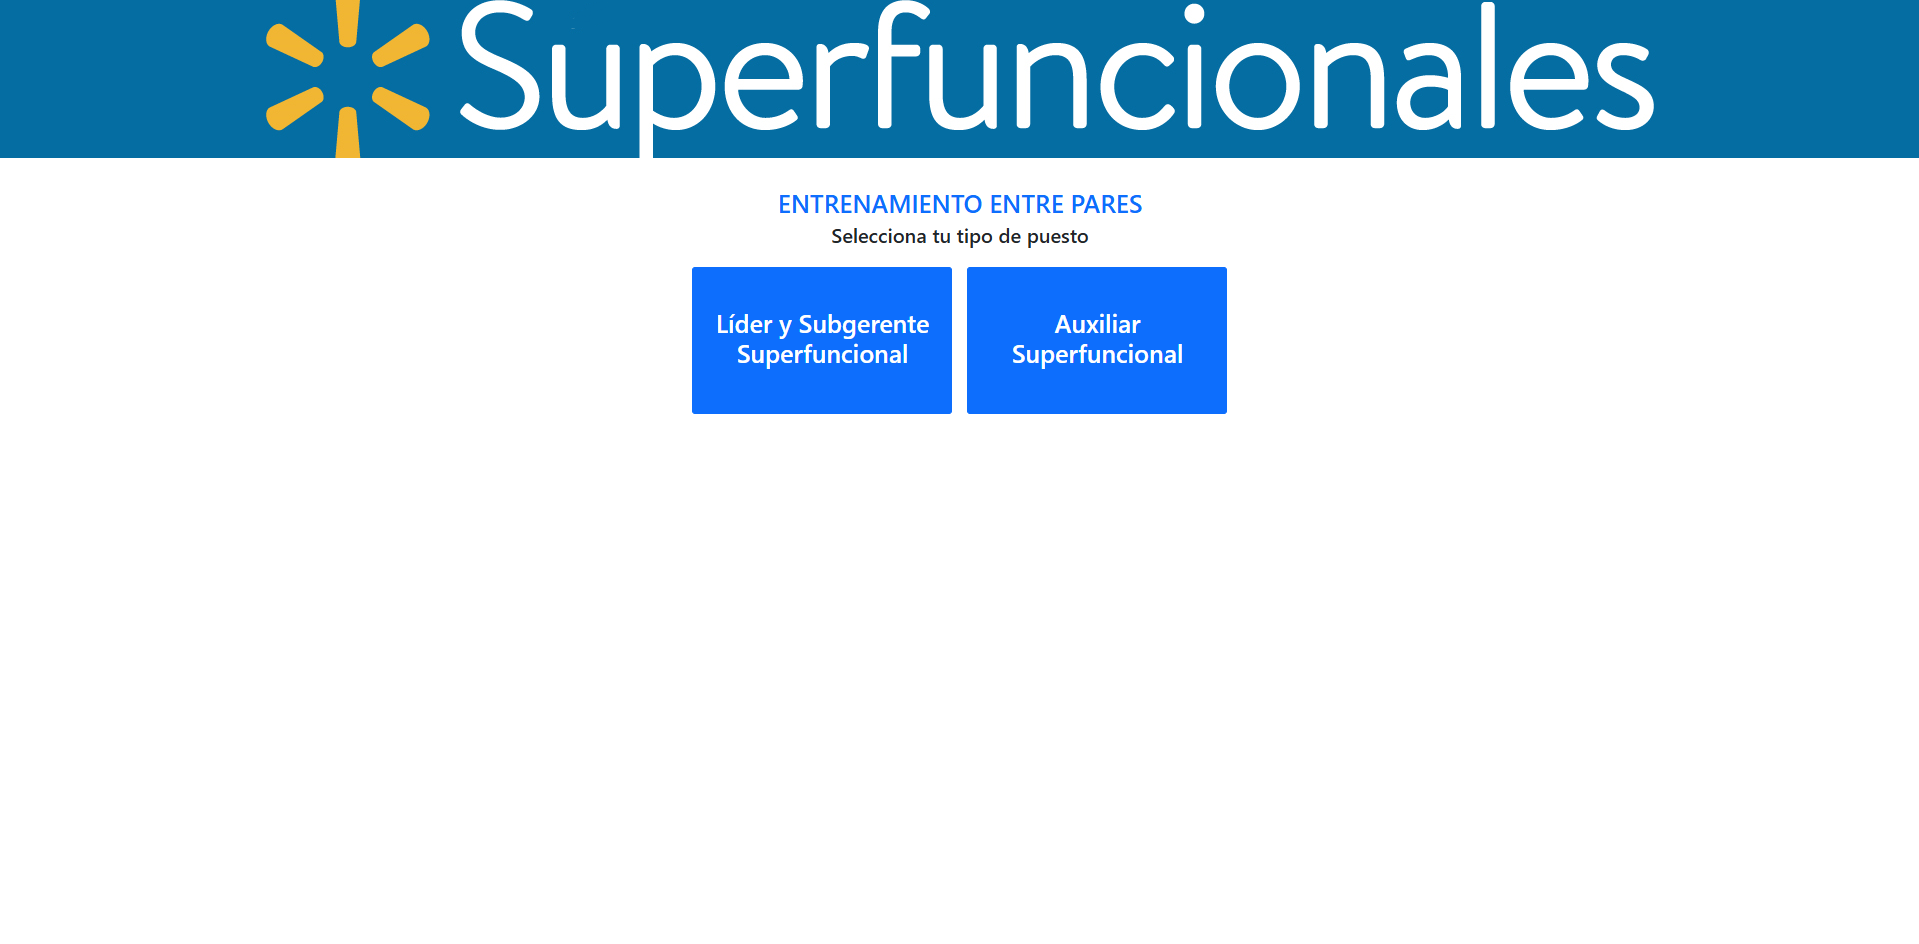 Superfuncionales
ENTRENAMIENTO ENTRE PARES
Selecciona tu tipo de puesto
Líder y Subgerente
Superfuncional
Auxiliar
Superfuncional